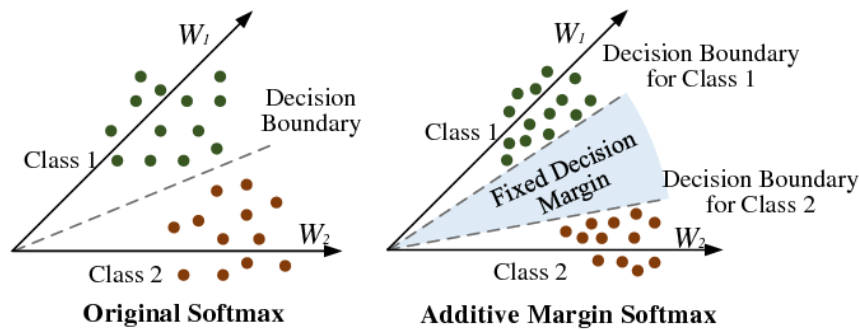 W1
Decision
Boundary
Class 1
W2
Class 2
Original Softmax
W1
Decision Boundary
for Class 1
Class 1
Fixed Decision
Margin
Decision Boundary
for Class 2
W2
Class 2
Additive Margin Softmax